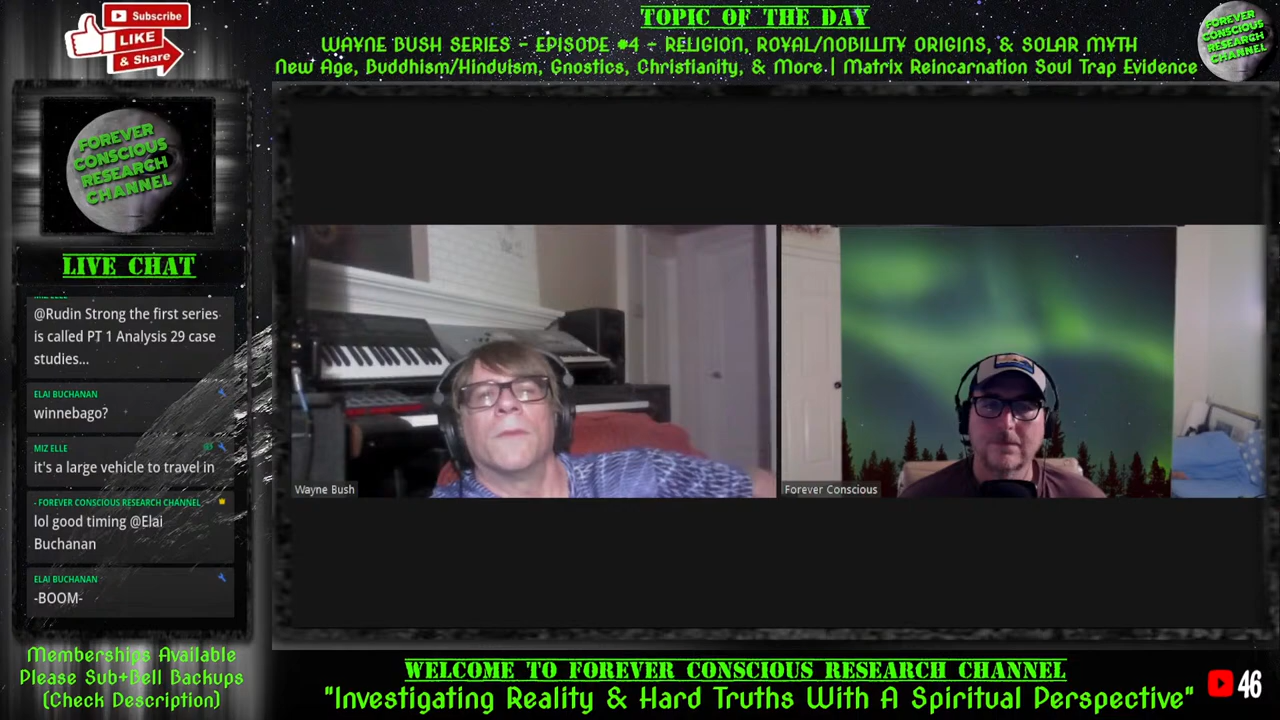 Subscribe
LIKE
& Share
TOPIC OF THE DAY
WAYNE BUSH SERIES - EPISODE #4 - RELIGION, ROYAL/NOBILLITY ORIGINS, & SOLAR MYTH
New Age, Buddhism/Hinduism, Gnostics, Christianity, & More | Matrix Reincarnation Soul Trap Evidence
FOREVER
CONSCIOUS
RESEARCH
CHANNEL
FOREVER
CONSCIOUS
RESEARCH
CHANNEL
LIVE CHAT
MIZ ELLE
@Rudin Strong the first series
is called PT 1 Analysis 29 case
studies...
ELAI BUCHANAN
winnebago?
MIZ ELLE
it's a large vehicle to travel in
- FOREVER CONSCIOUS RESEARCH CHANNEL
lol good timing @Elai
Buchanan
ELAI BUCHANAN
-BOOM-
Wayne Bush
Forever Conscious
Memberships Available
Please Sub+Bell Backups
(Check Description)
WELCOME TO FOREVER CONSCIOUS RESEARCH CHANNEL
"Investigating Reality & Hard Truths With A Spiritual Perspective"
46